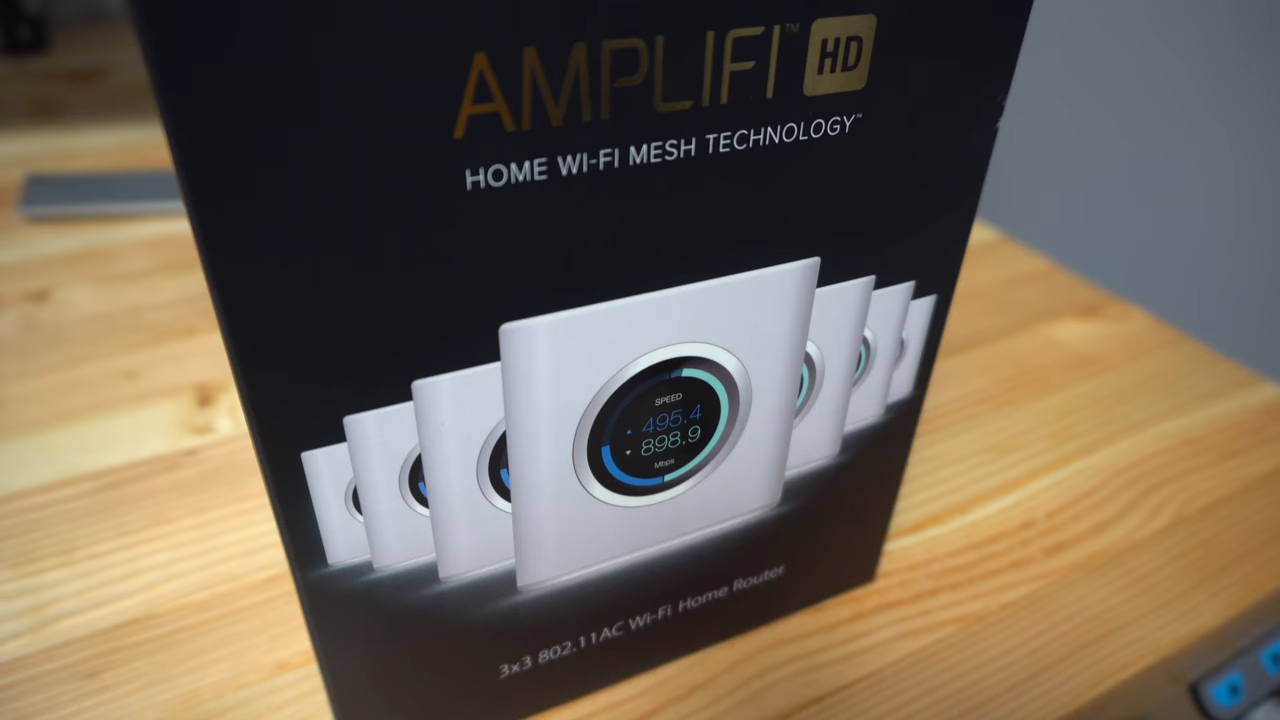 AMPLIFI™ HD
HOME WI-FI MESH TECHNOLOGY™
SPEED
▲ 495.4
▼ 898.9
Mbps
3x3 802.11AC Wi-Fi Home Router